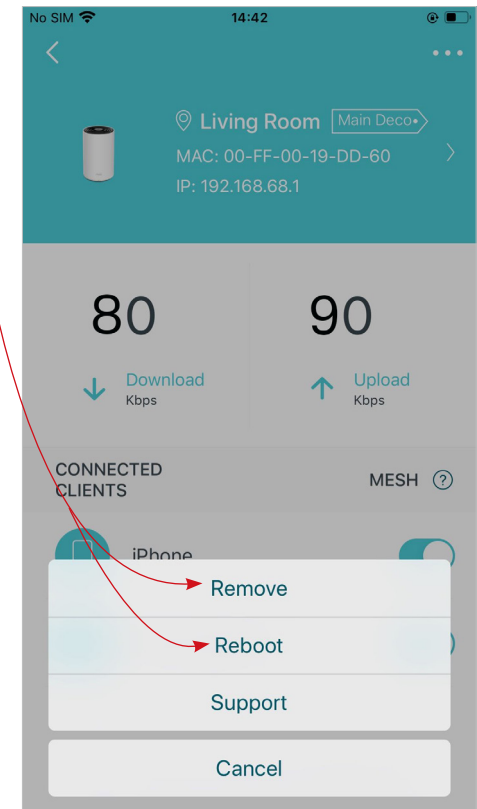 No SIM 14:42
Living Room Main Deco
MAC: 00-FF-00-19-DD-60
IP: 192.168.68.1
80 90
Download Upload
Kbps Kbps
CONNECTED
CLIENTS
MESH ?
iPhone
Remove
Reboot
Support
Cancel